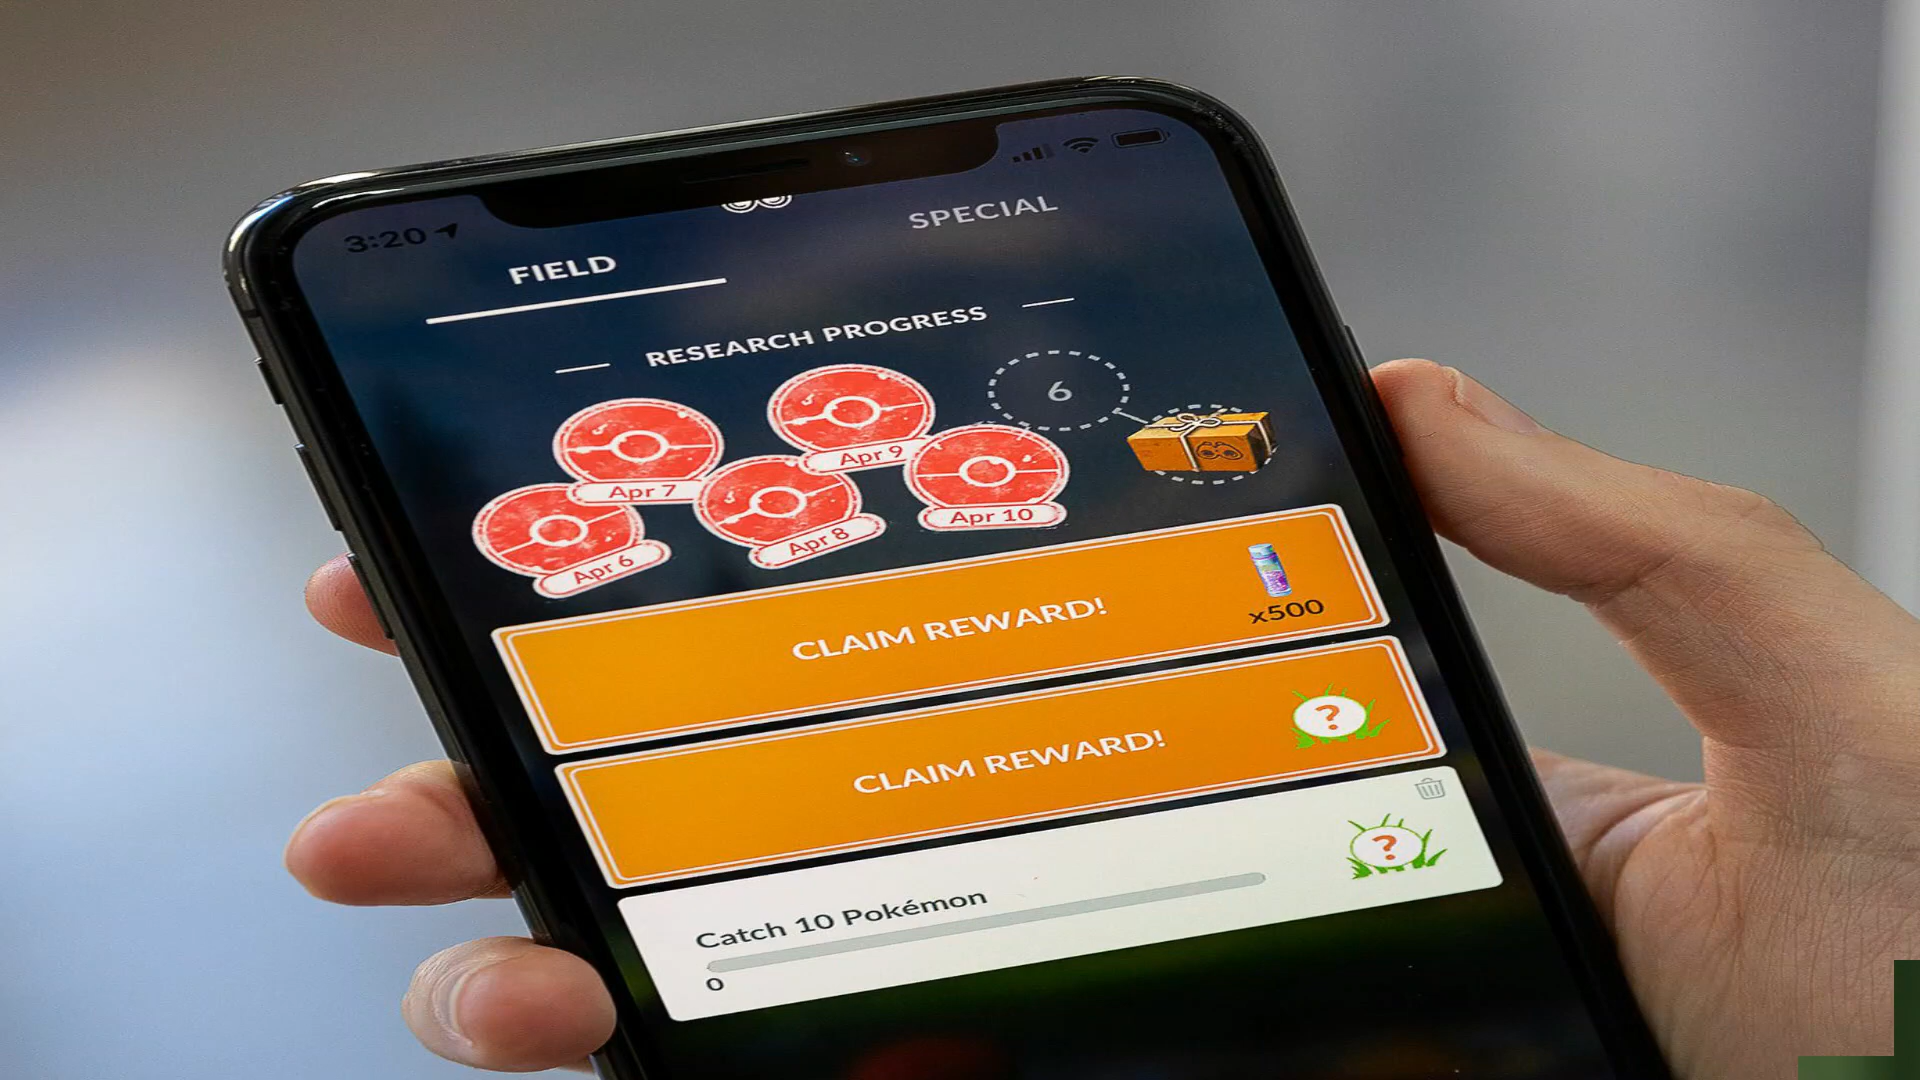 3:20
SPECIAL
FIELD
RESEARCH PROGRESS
6
Apr 9
Apr 7
Apr 10
Apr 8
Apr 6
CLAIM REWARD!
x500
CLAIM REWARD!
?
?
Catch 10 Pokémon
0